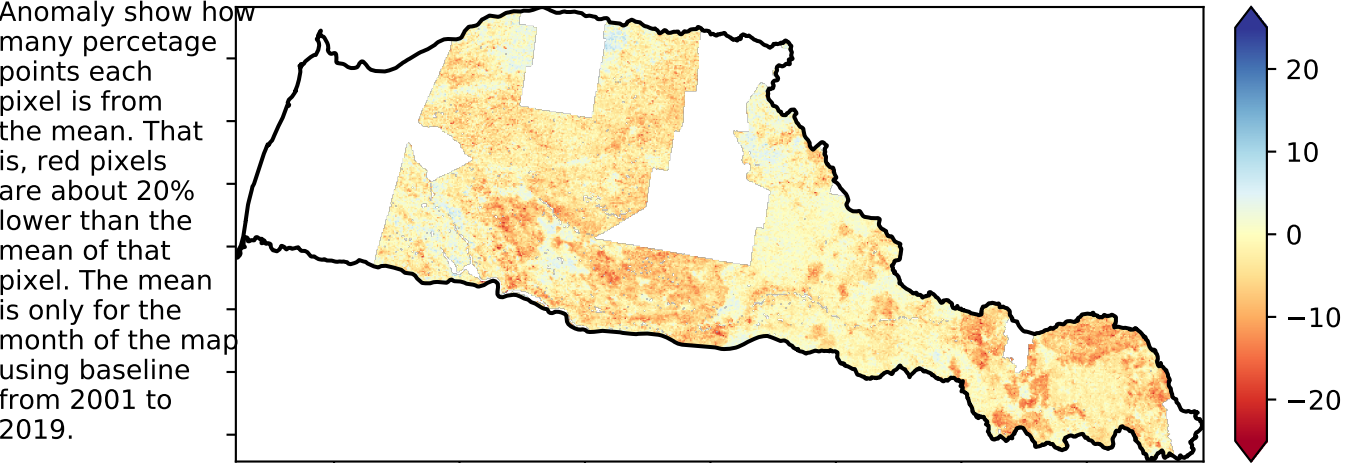 Anomaly show how
many percetage
points each
pixel is from
the mean. That
is, red pixels
are about 20%
lower than the
mean of that
pixel. The mean
is only for the
month of the map
using baseline
from 2001 to
2019.
20
10
0
−10
−20